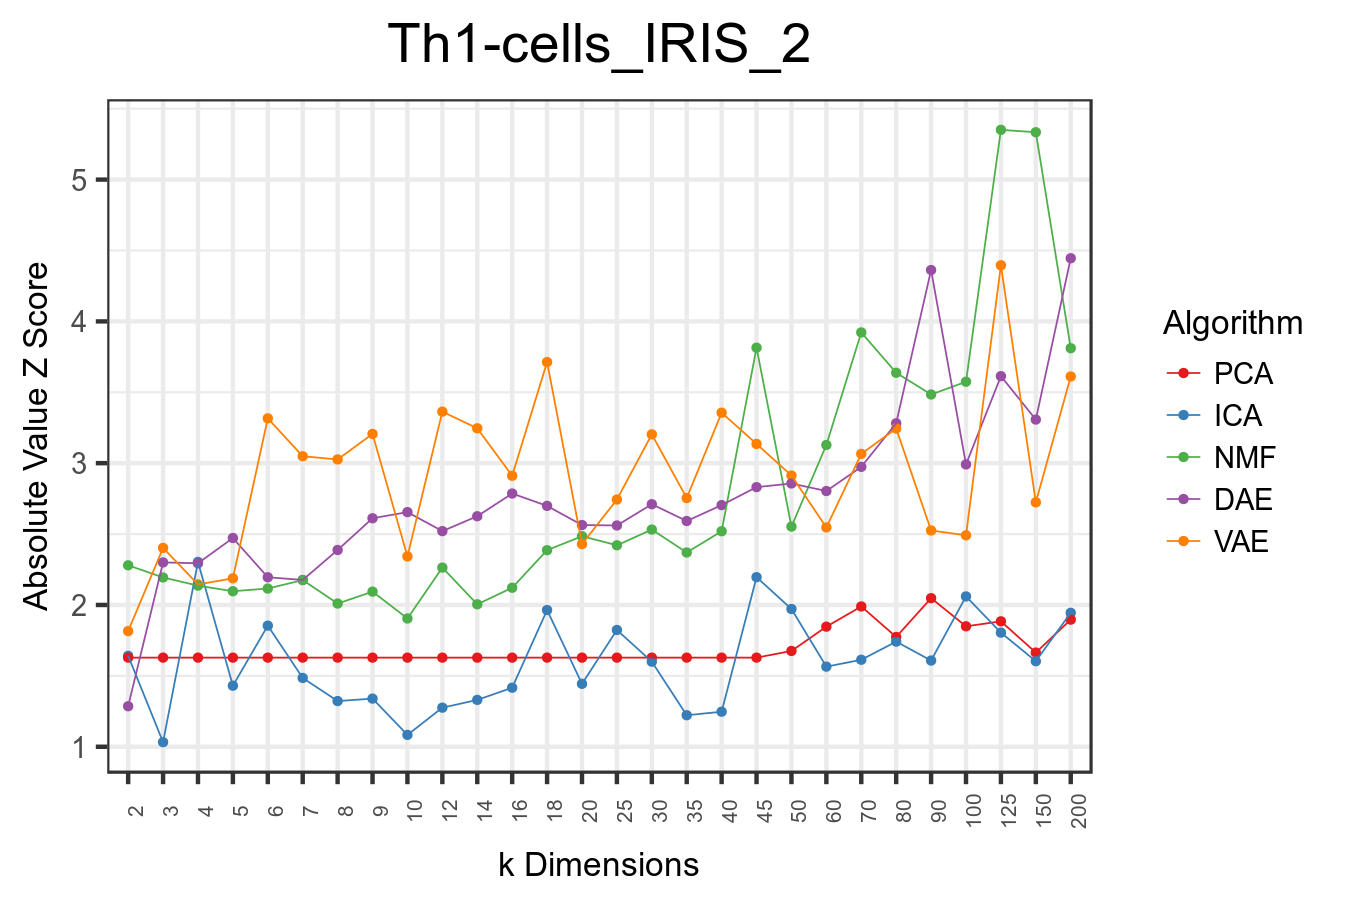 Th1-cells_IRIS_2
Absolute Value Z Score
5
4
3
2
1
2 3 4 5 6 7 8 9 10 12 14 16 18 20 25 30 35 40 45 50 60 70 80 90 100 125 150 200
k Dimensions
Algorithm
PCA
ICA
NMF
DAE
VAE